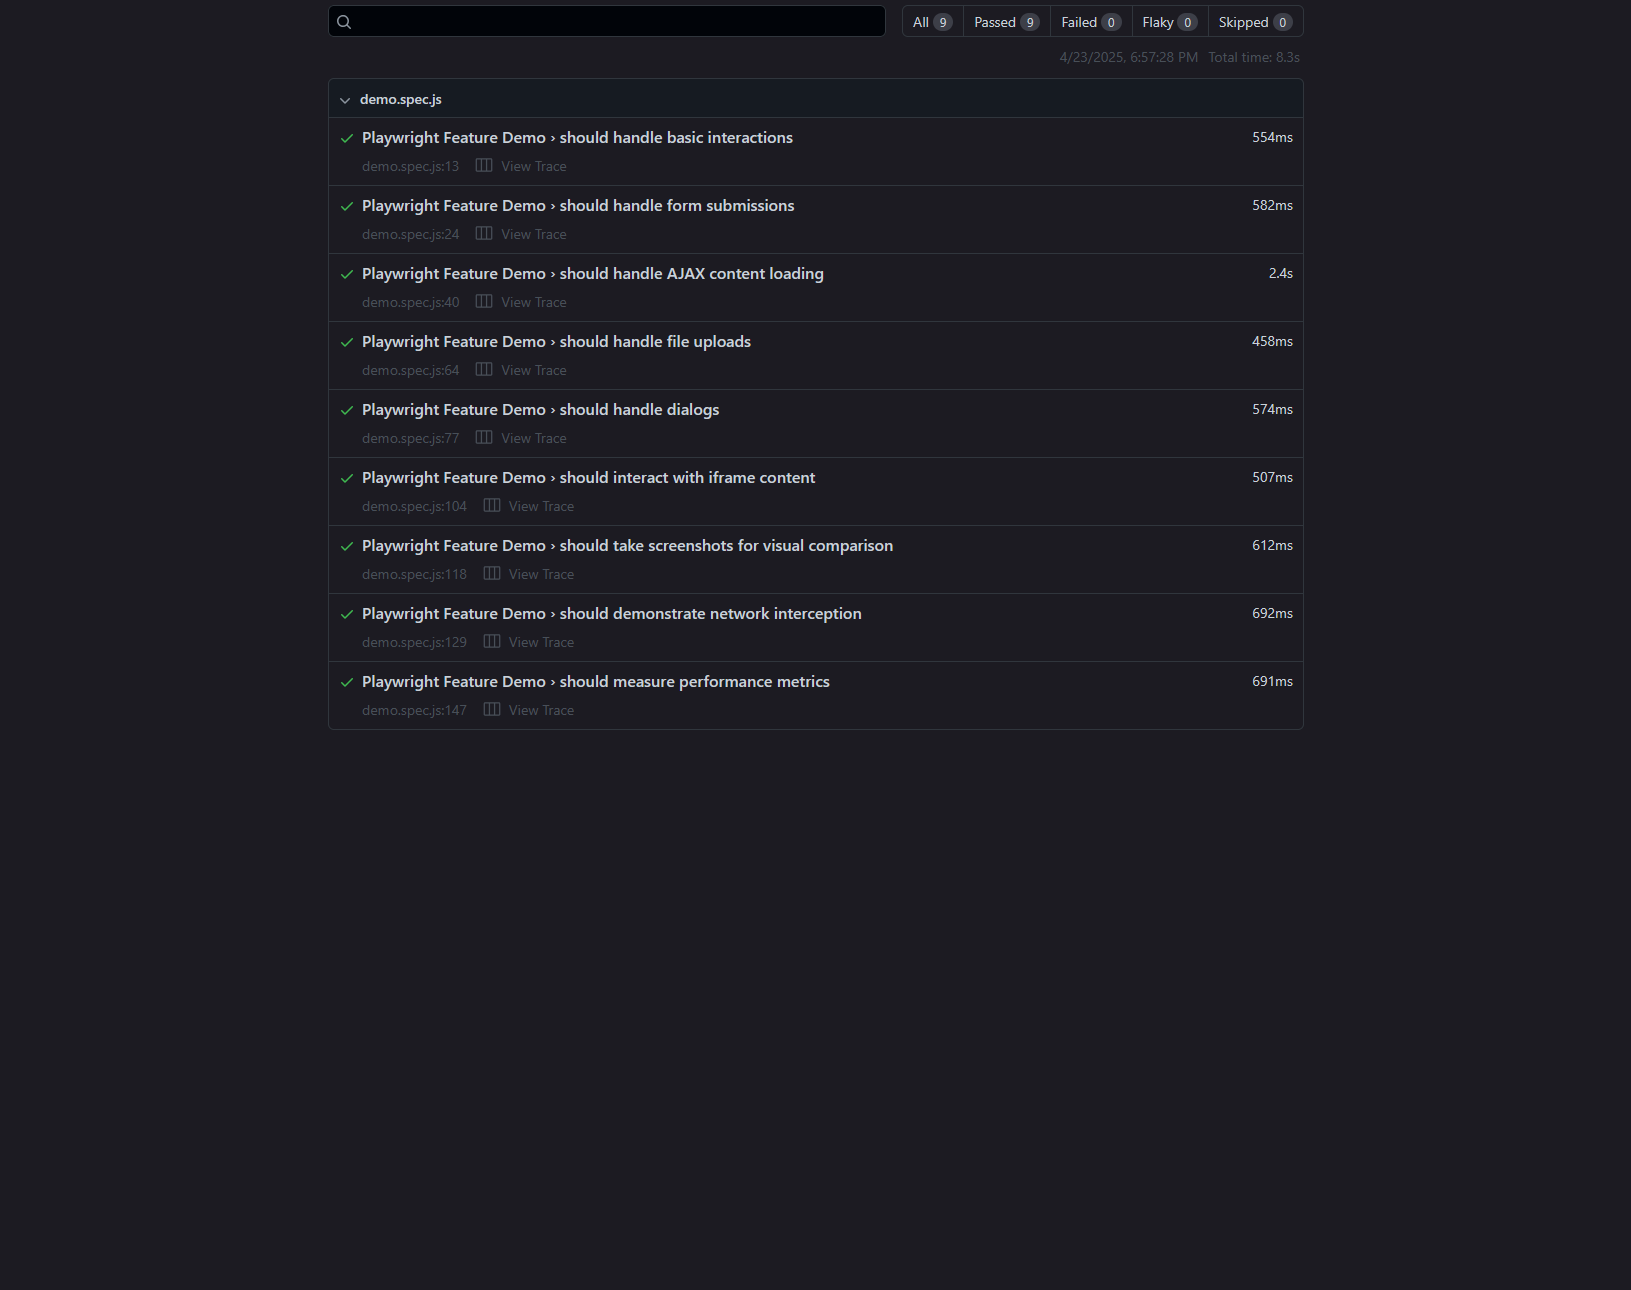 All 9 Passed 9 Failed 0 Flaky 0 Skipped 0
4/23/2025, 6:57:28 PM Total time: 8.3s
demo.spec.js
Playwright Feature Demo › should handle basic interactions 554ms
demo.spec.js:13 View Trace
Playwright Feature Demo › should handle form submissions 582ms
demo.spec.js:24 View Trace
Playwright Feature Demo › should handle AJAX content loading 2.4s
demo.spec.js:40 View Trace
Playwright Feature Demo › should handle file uploads 458ms
demo.spec.js:64 View Trace
Playwright Feature Demo › should handle dialogs 574ms
demo.spec.js:77 View Trace
Playwright Feature Demo › should interact with iframe content 507ms
demo.spec.js:104 View Trace
Playwright Feature Demo › should take screenshots for visual comparison 612ms
demo.spec.js:118 View Trace
Playwright Feature Demo › should demonstrate network interception 692ms
demo.spec.js:129 View Trace
Playwright Feature Demo › should measure performance metrics 691ms
demo.spec.js:147 View Trace